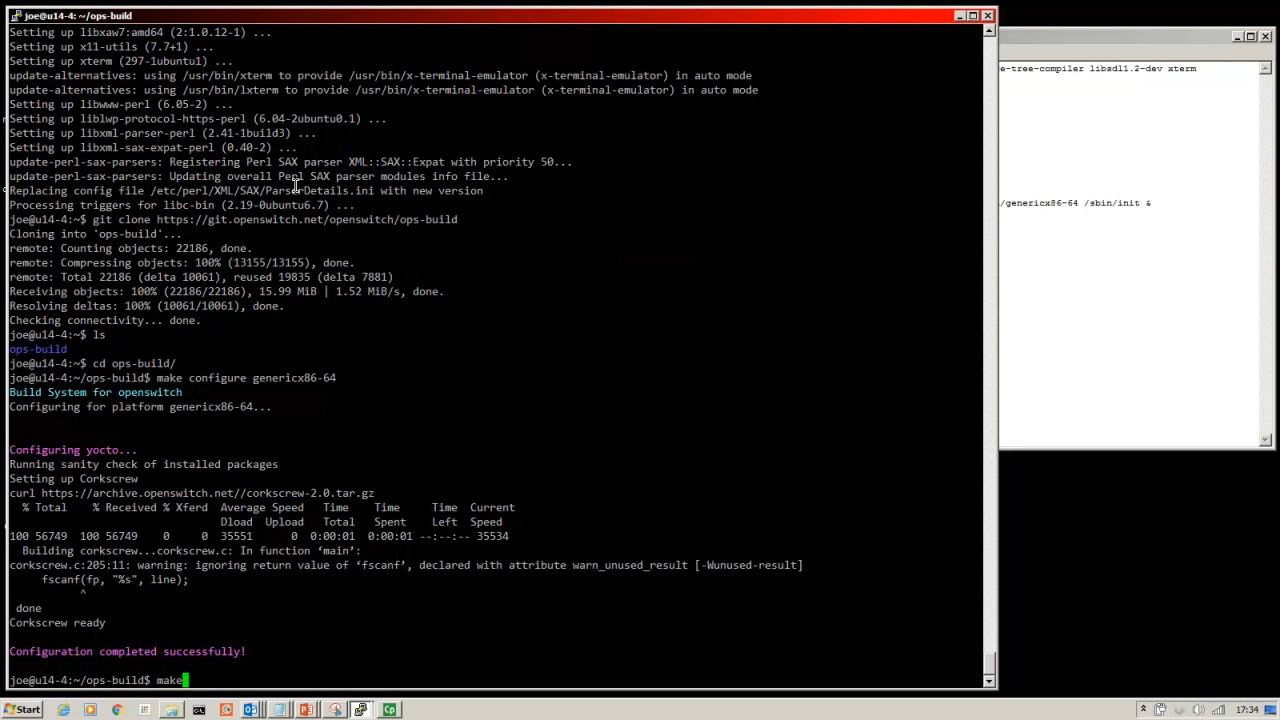 joe@u14-4: ~/ops-build
Setting up libxaw7:amd64 (2:1.0.12-1) ...
Setting up x11-utils (7.7+1) ...
Setting up xterm (297-1ubuntu1) ...
update-alternatives: using /usr/bin/xterm to provide /usr/bin/x-terminal-emulator (x-terminal-emulator) in auto mode
update-alternatives: using /usr/bin/lxterm to provide /usr/bin/x-terminal-emulator (x-terminal-emulator) in auto mode
Setting up libwww-perl (6.05-2) ...
Setting up liblwp-protocol-https-perl (6.04-2ubuntu0.1) ...
Setting up libxml-parser-perl (2.41-1build3) ...
Setting up libxml-sax-expat-perl (0.40-2) ...
update-perl-sax-parsers: Registering Perl SAX parser XML::SAX::Expat with priority 50...
update-perl-sax-parsers: Updating overall Perl SAX parser modules info file...
Replacing config file /etc/perl/XML/SAX/ParserDetails.ini with new version
Processing triggers for libc-bin (2.19-0ubuntu6.7) ...
joe@u14-4:~$ git clone https://git.openswitch.net/openswitch/ops-build
Cloning into 'ops-build'...
remote: Counting objects: 22186, done.
remote: Compressing objects: 100% (13155/13155), done.
remote: Total 22186 (delta 10061), reused 19835 (delta 7881)
Receiving objects: 100% (22186/22186), 15.99 MiB | 1.52 MiB/s, done.
Resolving deltas: 100% (10061/10061), done.
Checking connectivity... done.
joe@u14-4:~$ ls
ops-build
joe@u14-4:~$ cd ops-build/
joe@u14-4:~/ops-build$ make configure genericx86-64
Build System for openswitch
Configuring for platform genericx86-64...
Configuring yocto...
Running sanity check of installed packages
Setting up Corkscrew
curl https://archive.openswitch.net//corkscrew-2.0.tar.gz
% Total % Received % Xferd Average Speed Time Time Time Current
Dload Upload Total Spent Left Speed
100 56749 100 56749 0 0 35551 0 0:00:01 0:00:01 --:--:-- 35534
Building corkscrew...corkscrew.c: In function ‘main’:
corkscrew.c:205:11: warning: ignoring return value of ‘fscanf’, declared with attribute warn_unused_result [-Wunused-result]
fscanf(fp, "%s", line);
^
done
Corkscrew ready
Configuration completed successfully!
joe@u14-4:~/ops-build$ make
e-tree-compiler libsdl1.2-dev xterm
/genericx86-64 /sbin/init &
Start
Cp
17:34